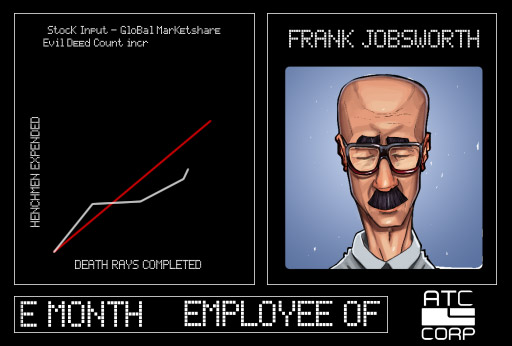 Stock Input - Global Marketshare
Evil Deed Count incr
HENCHMEN EXPENDED
DEATH RAYS COMPLETED
FRANK JOBSWORTH
E MONTH EMPLOYEE OF
ATC
CORP